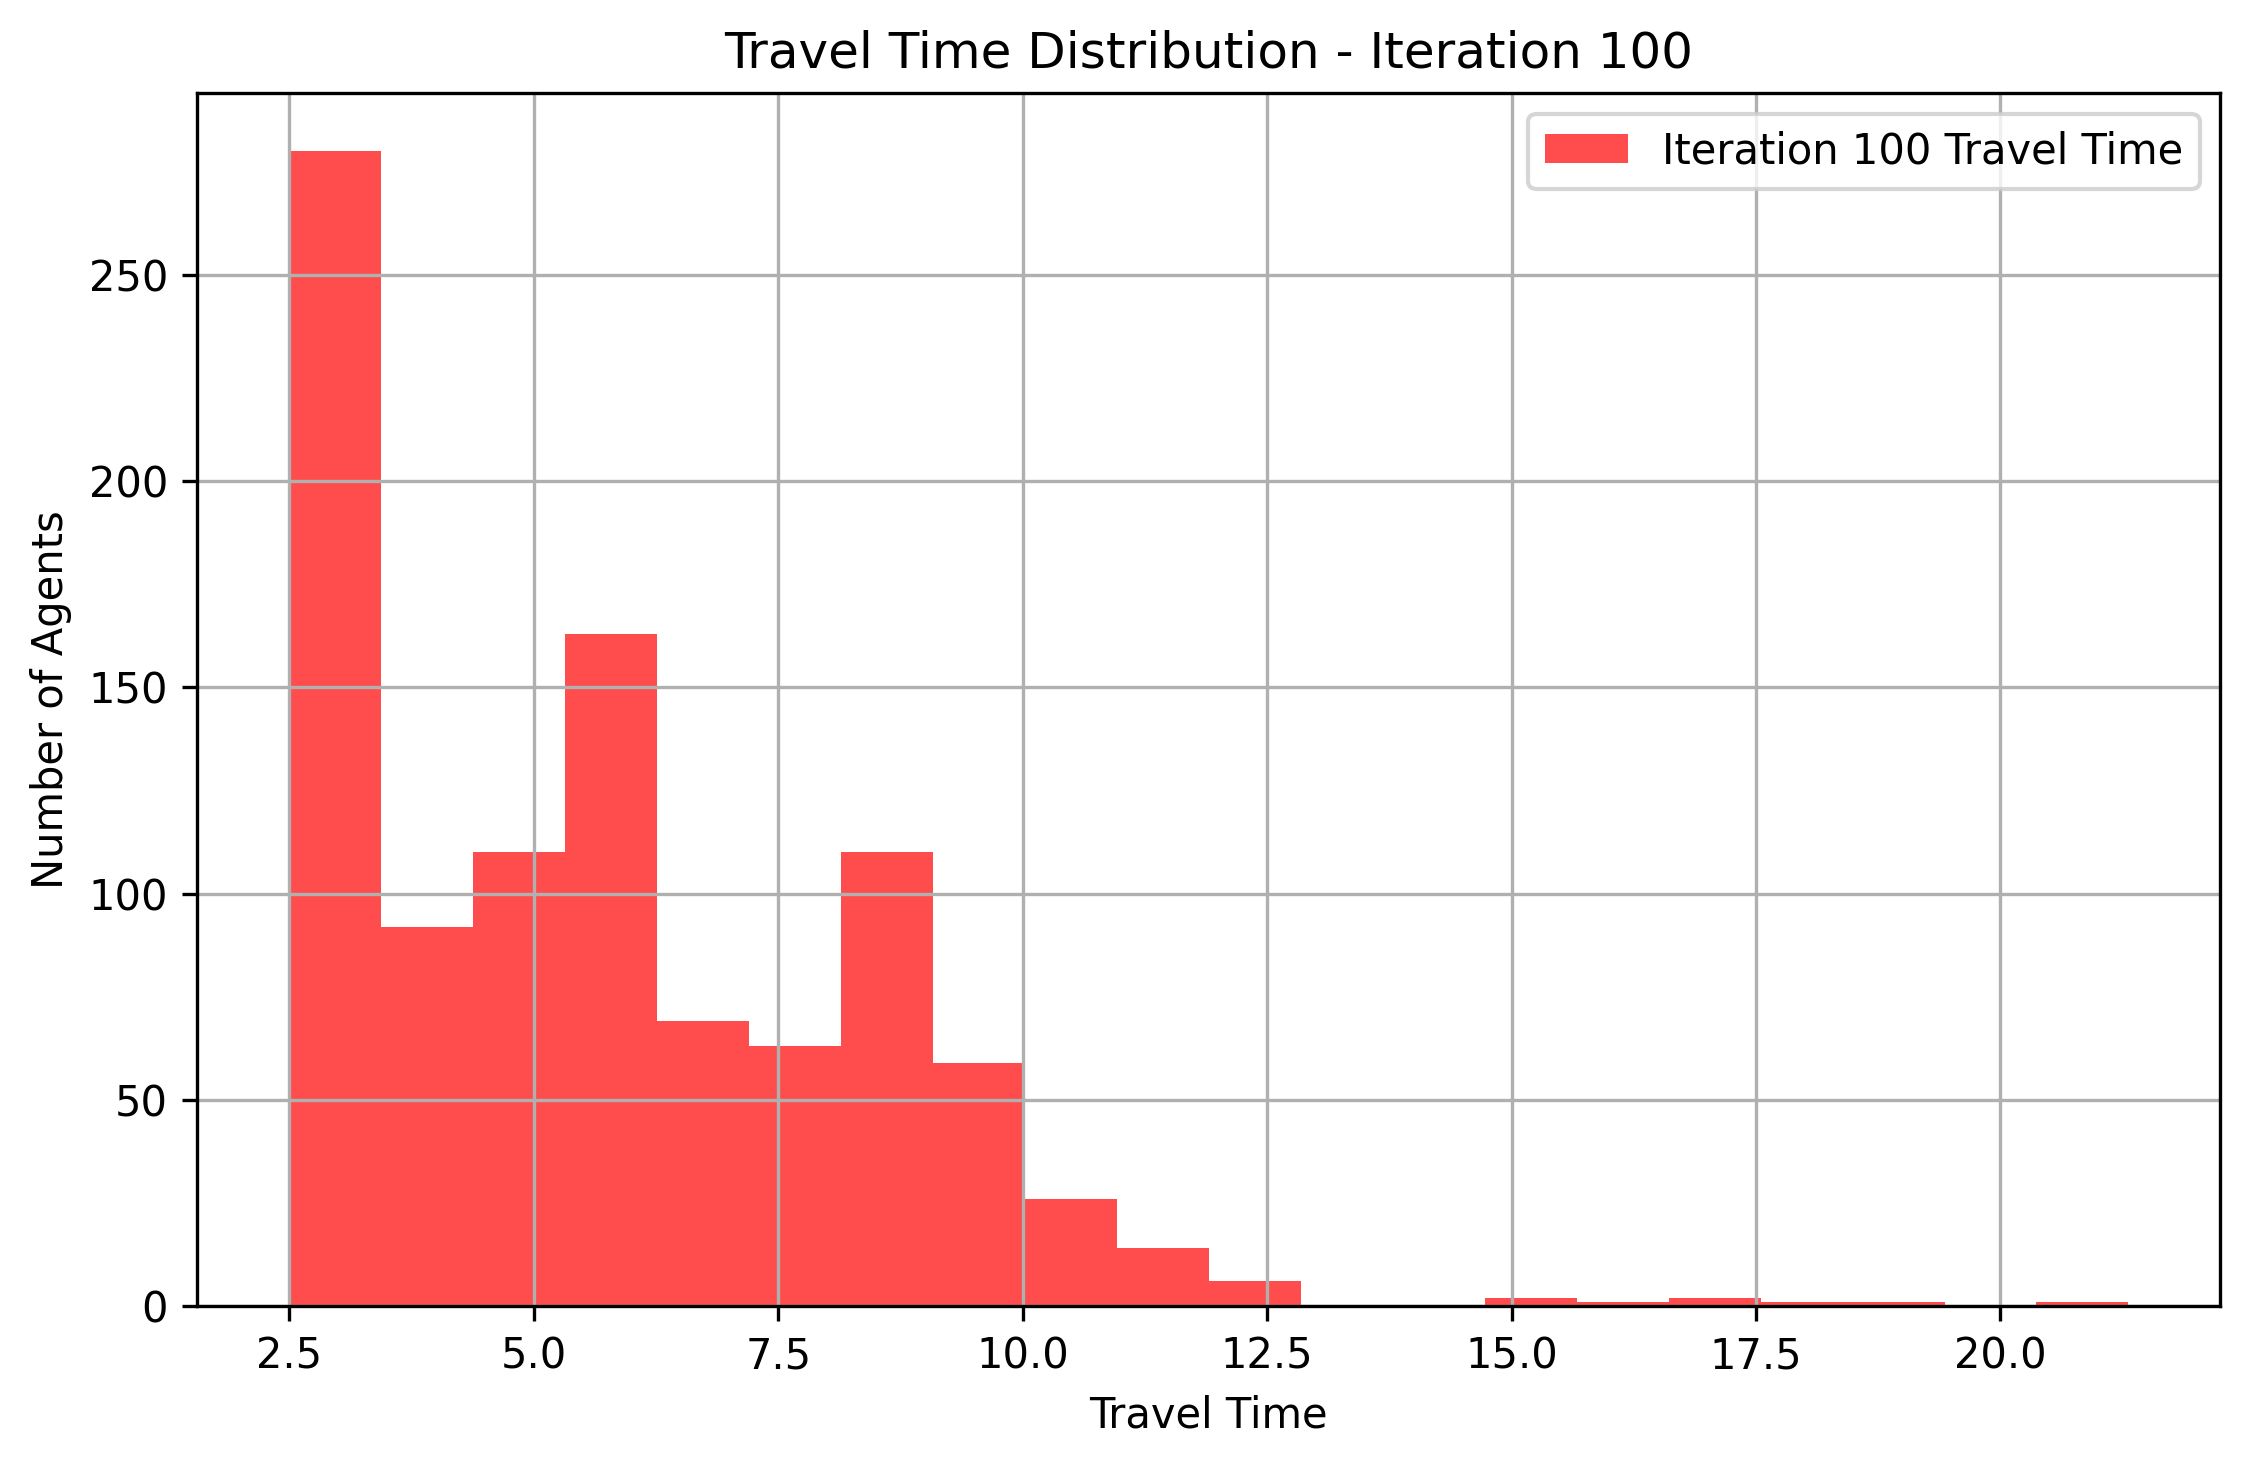 Travel Time Distribution - Iteration 100
Iteration 100 Travel Time
Number of Agents
250
200
150
100
50
0
2.5 5.0 7.5 10.0 12.5 15.0 17.5 20.0
Travel Time